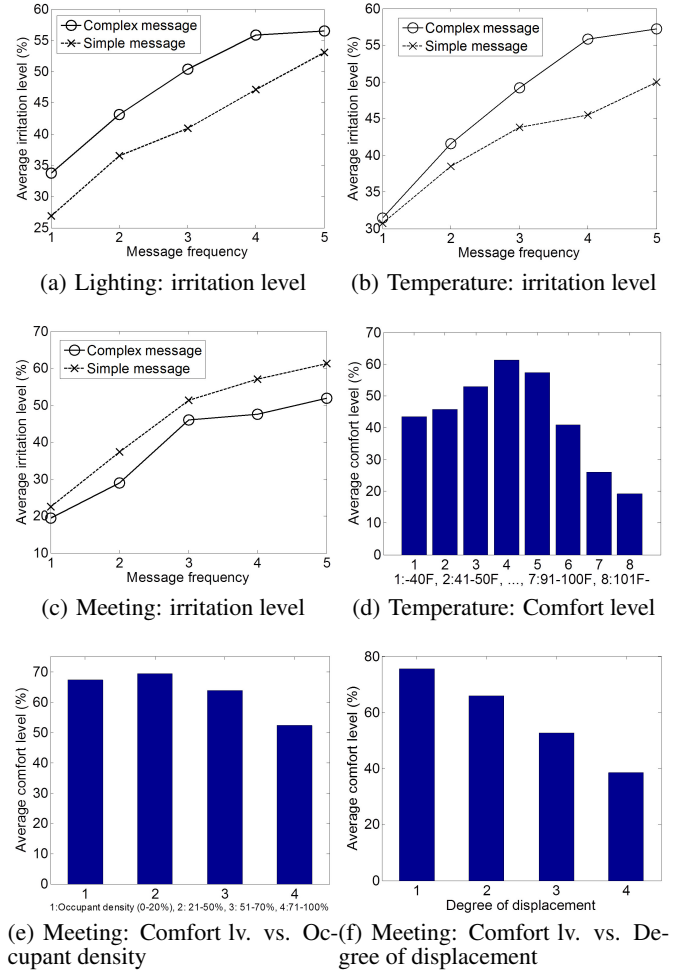 60
55
50
45
40
35
30
25
Average irritation level (%)
Complex message
Simple message
1 2 3 4 5
Message frequency
(a) Lighting: irritation level
60
55
50
45
40
35
30
Average irritation level (%)
Complex message
Simple message
1 2 3 4 5
Message frequency
(b) Temperature: irritation level
70
60
50
40
30
20
10
Average irritation level (%)
Complex message
Simple message
1 2 3 4 5
Message frequency
(c) Meeting: irritation level
70
60
50
40
30
20
10
0
Average comfort level (%)
1 2 3 4 5 6 7 8
1:-40F, 2:41-50F, ..., 7:91-100F, 8:101F-
(d) Temperature: Comfort level
70
60
50
40
30
20
10
0
Average comfort level (%)
1 2 3 4
1:Occupant density (0-20%), 2: 21-50%, 3: 51-70%, 4:71-100%
(e) Meeting: Comfort lv. vs. Oc-
cupant density
80
60
40
20
0
Average comfort level (%)
1 2 3 4
Degree of displacement
(f) Meeting: Comfort lv. vs. De-
gree of displacement